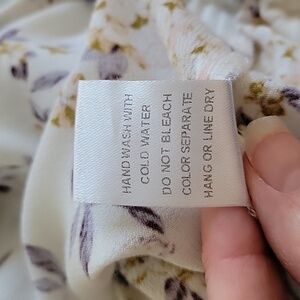 HAND WASH WITH
COLD WATER
DO NOT BLEACH
COLOR SEPARATE
HANG OR LINE DRY